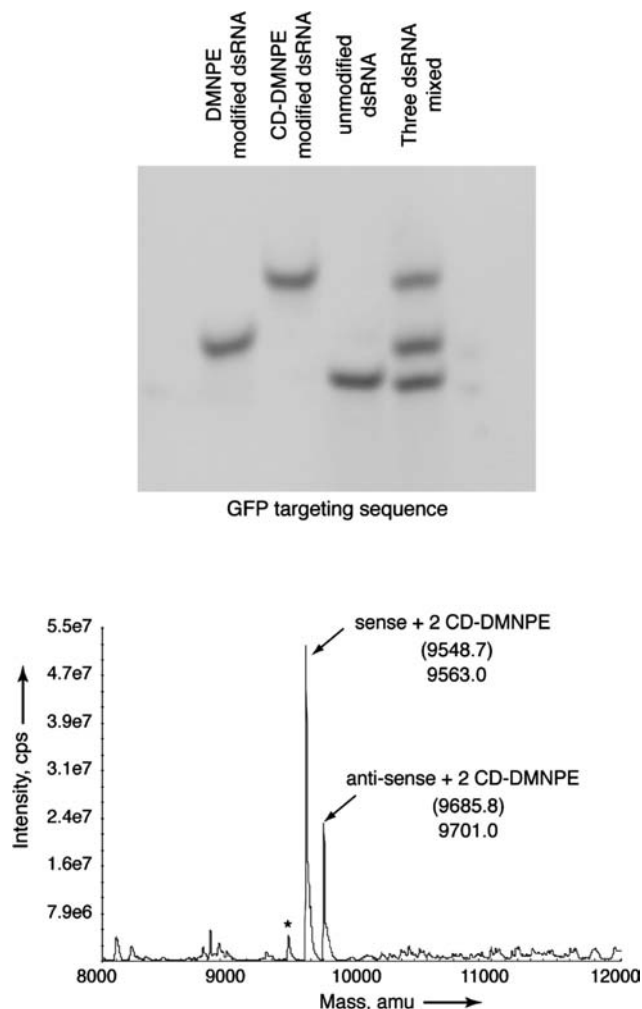 DMNPE
modified dsRNA
CD-DMNPE
modified dsRNA
unmodified
dsRNA
Three dsRNA
mixed
GFP targeting sequence
5.5e7
4.7e7
3.9e7
3.1e7
2.4e7
1.6e7
7.9e6
Intensity, cps
sense + 2 CD-DMNPE
(9548.7)
9563.0
anti-sense + 2 CD-DMNPE
(9685.8)
9701.0
*
8000 9000 10000 11000 12000
Mass, amu